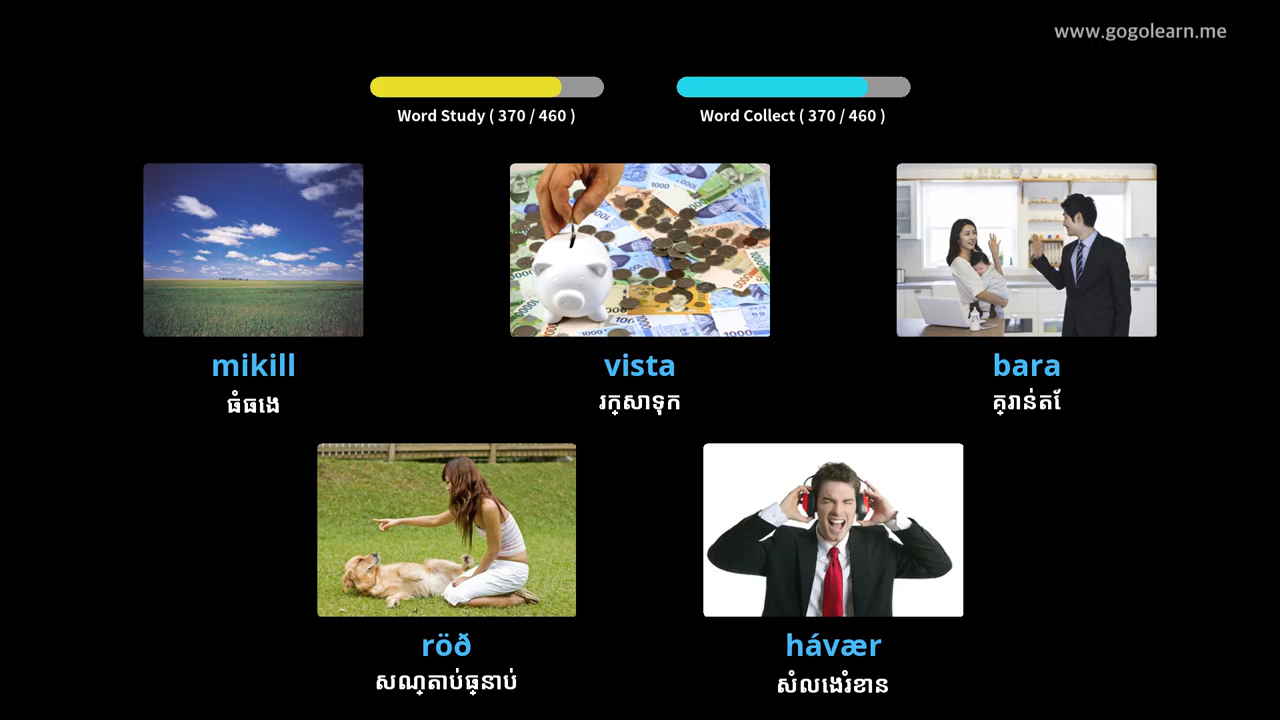 www.gogolearn.me
Word Study ( 370 / 460 )
Word Collect ( 370 / 460 )
mikill
ធំធេង
vista
រក្សាទុក
bara
គ្រាន់តែ
röð
សណ្តាប់ធ្នាប់
hávær
សំលេងរំខាន